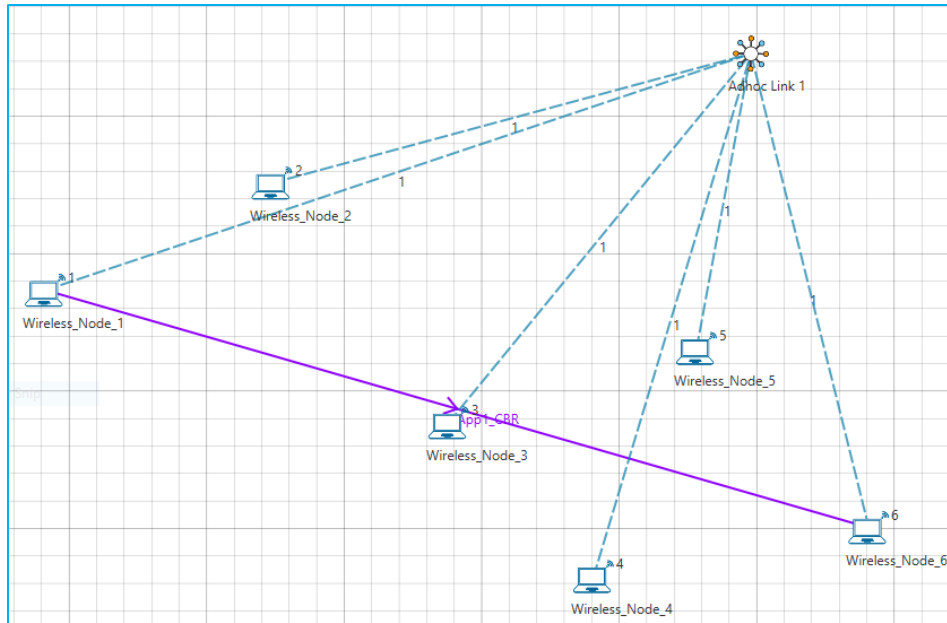 Adhoc Link 1
1
2
1
Wireless_Node_2
1
1
1
Wireless_Node_1
1
1
5
Wireless_Node_5
Snip
3
App1_CBR
Wireless_Node_3
6
Wireless_Node_6
4
Wireless_Node_4